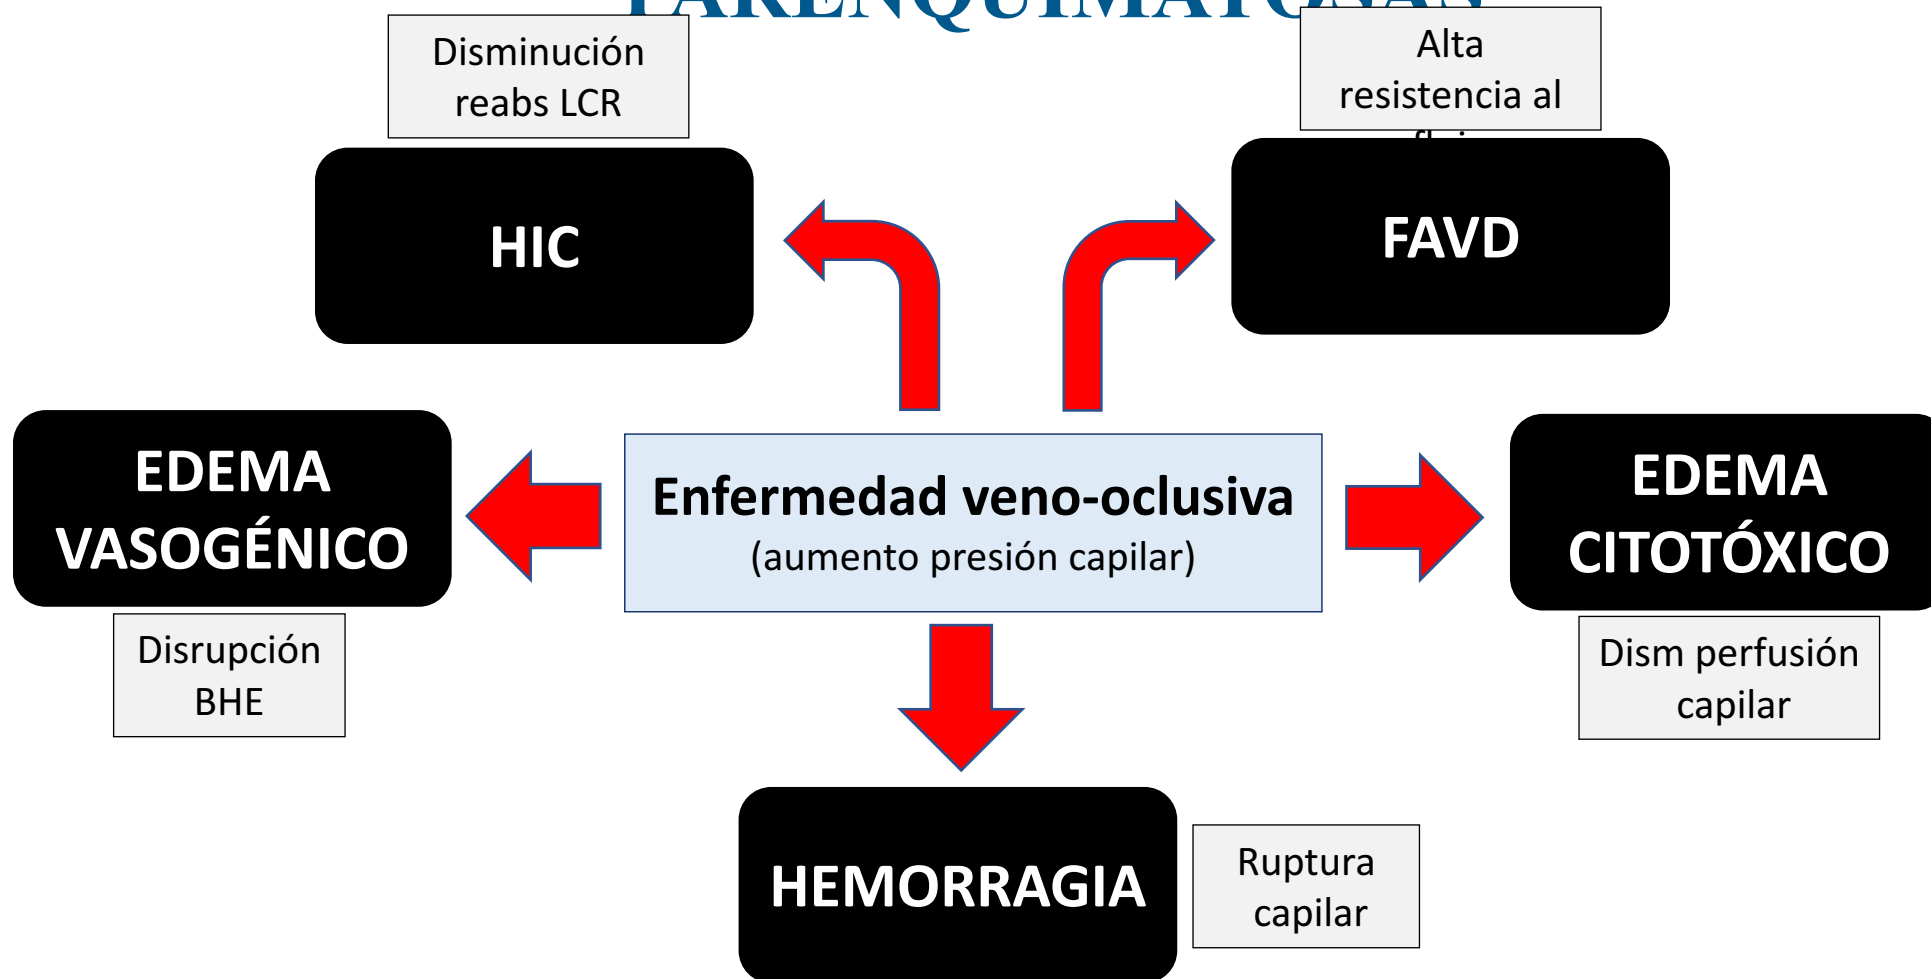 PARENQUIMATOSAS
Disminución
reabs LCR
Alta
resistencia al
HIC
FAVD
EDEMA
VASOGÉNICO
Disrupción
BHE
Enfermedad veno-oclusiva
(aumento presión capilar)
EDEMA
CITOTÓXICO
Dism perfusión
capilar
HEMORRAGIA
Ruptura
capilar